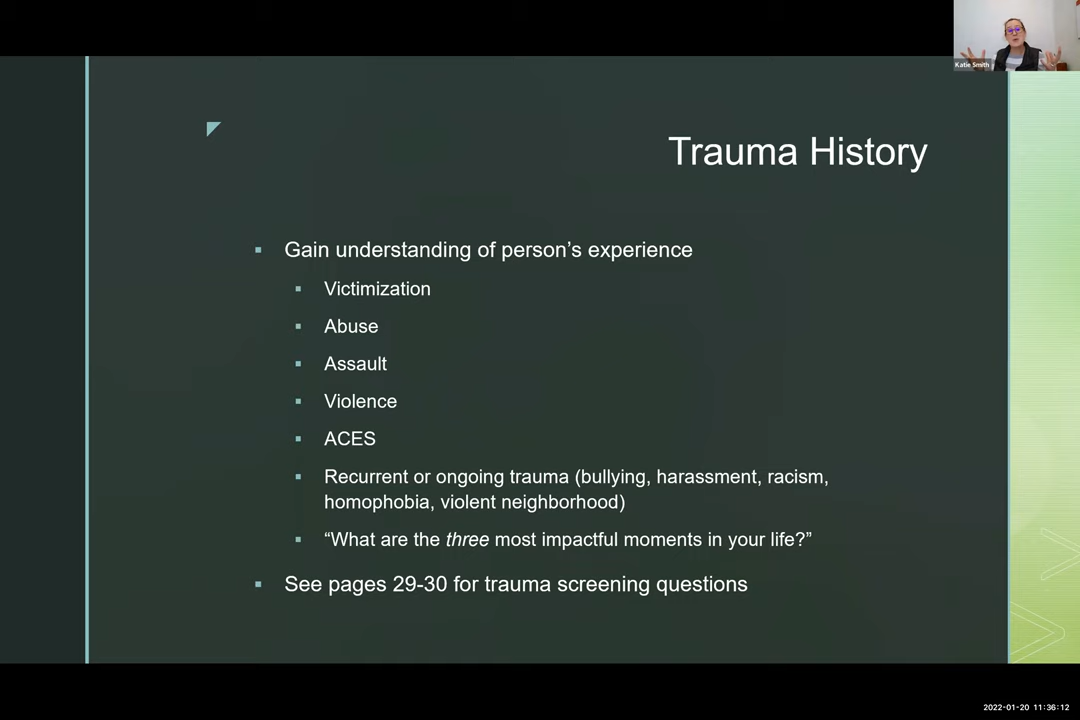 Katie Smith
Trauma History
Gain understanding of person’s experience
Victimization
Abuse
Assault
Violence
ACES
Recurrent or ongoing trauma (bullying, harassment, racism,
homophobia, violent neighborhood)
“What are the three most impactful moments in your life?”
See pages 29-30 for trauma screening questions
2022-01-20 11:36:12